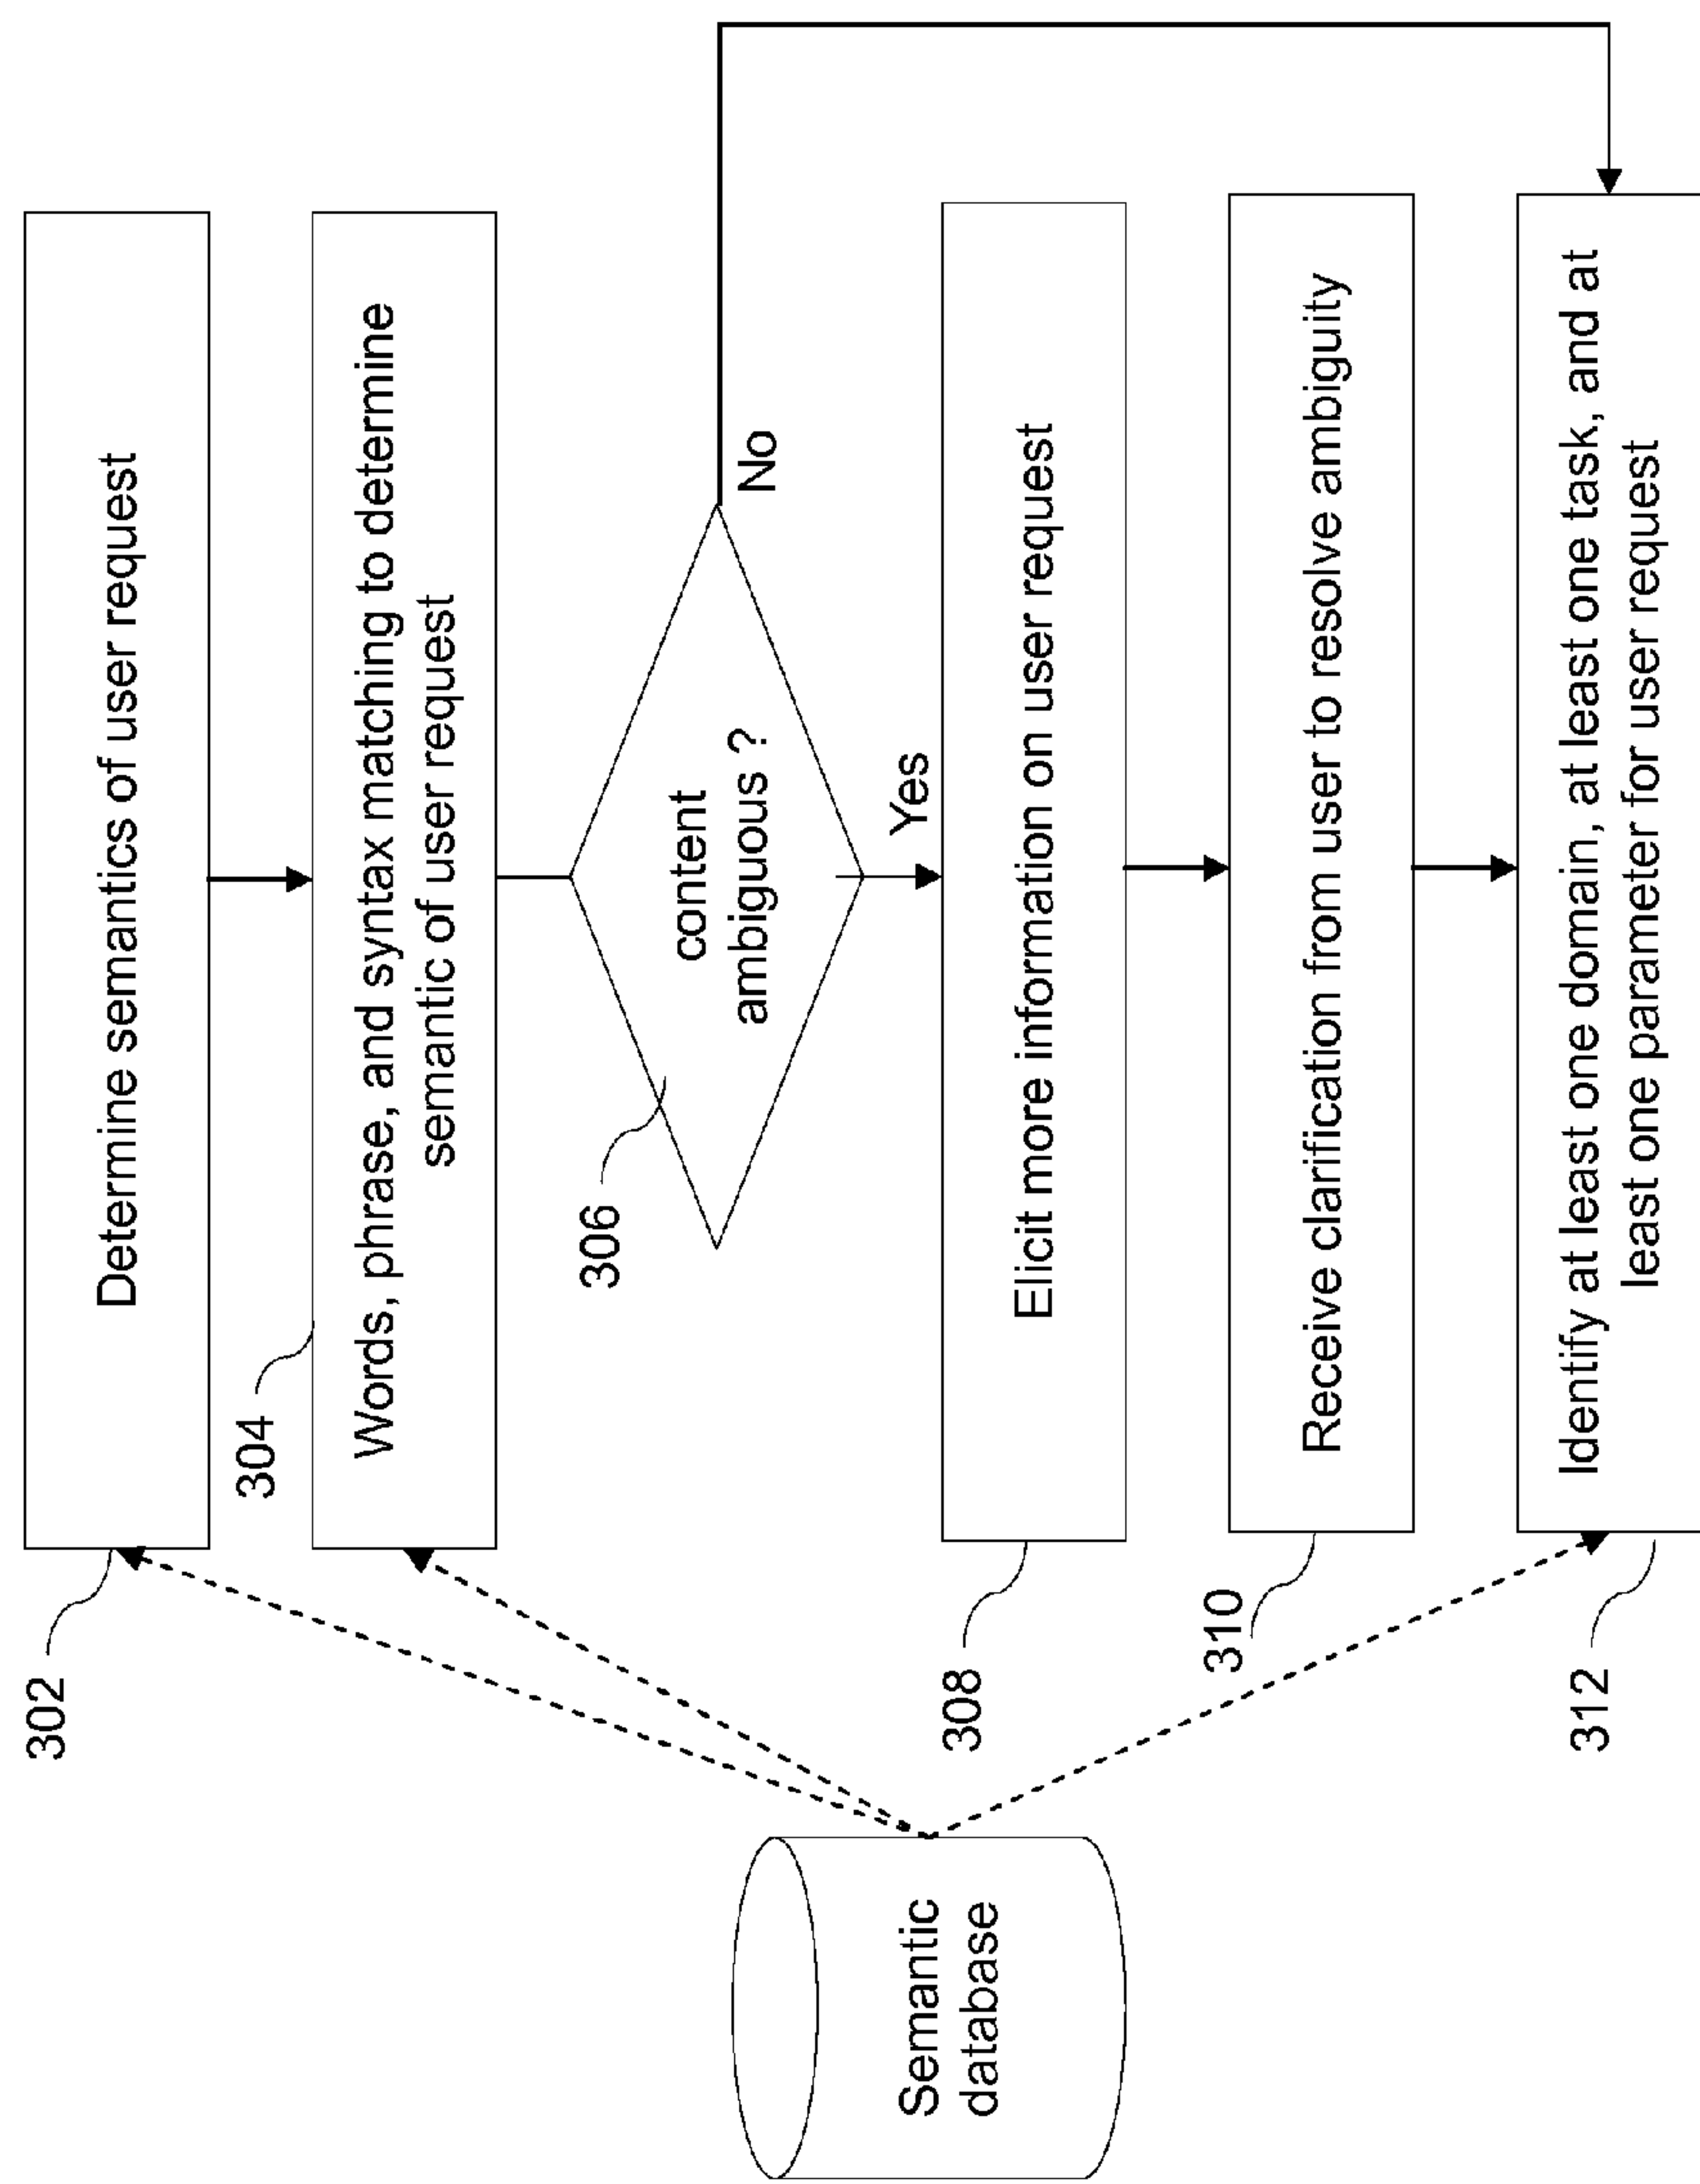 302
Determine semantics of user request
304
Words, phrase, and syntax matching to determine
semantic of user request
306
content
ambiguous ?
No
Yes
308
Elicit more information on user request
310
Receive clarification from user to resolve ambiguity
312
Identify at least one domain, at least one task, and at
least one parameter for user request
Semantic
database